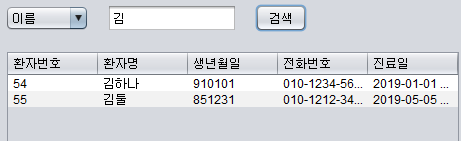 이름 김 검색
환자번호 환자명 생년월일 전화번호 진료일
54 김하나 910101 010-1234-56... 2019-01-01 ...
55 김둘 851231 010-1212-34... 2019-05-05 ...